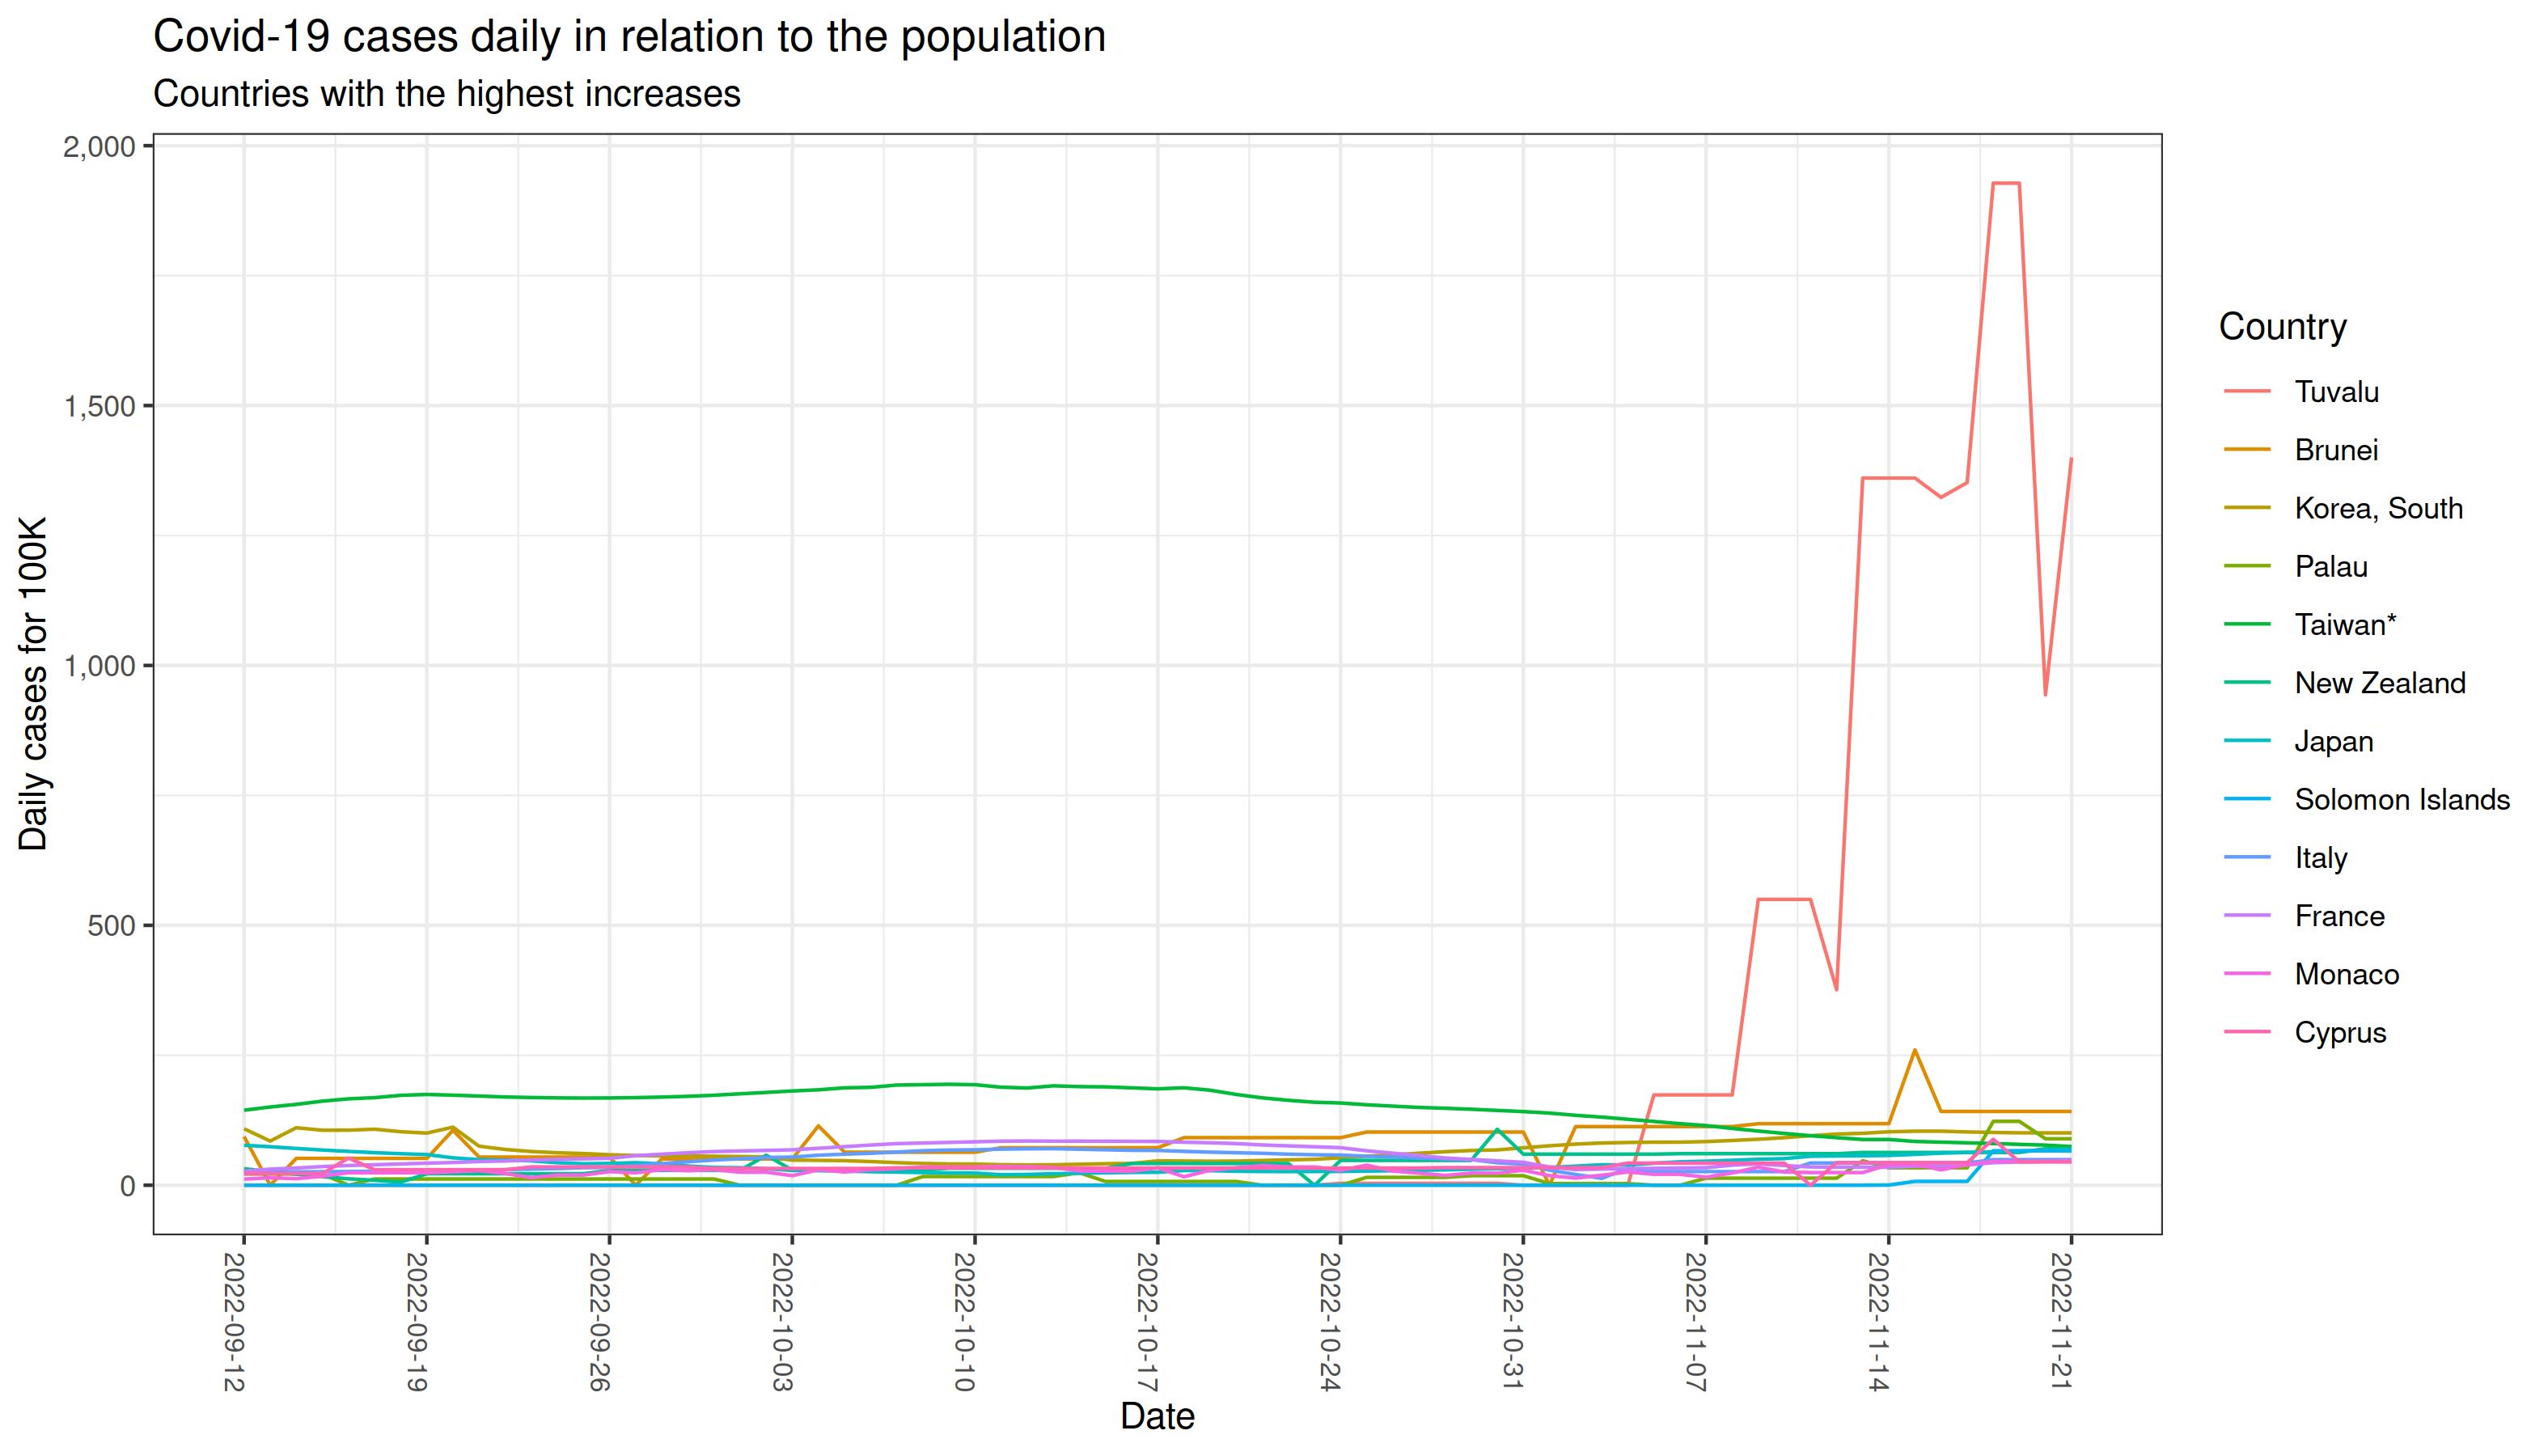 Covid-19 cases daily in relation to the population
Countries with the highest increases
Daily cases for 100K
2,000
1,500
1,000
500
0
2022-09-12
2022-09-19
2022-09-26
2022-10-03
2022-10-10
2022-10-17
2022-10-24
2022-10-31
2022-11-07
2022-11-14
2022-11-21
Date
Country
Tuvalu
Brunei
Korea, South
Palau
Taiwan*
New Zealand
Japan
Solomon Islands
Italy
France
Monaco
Cyprus